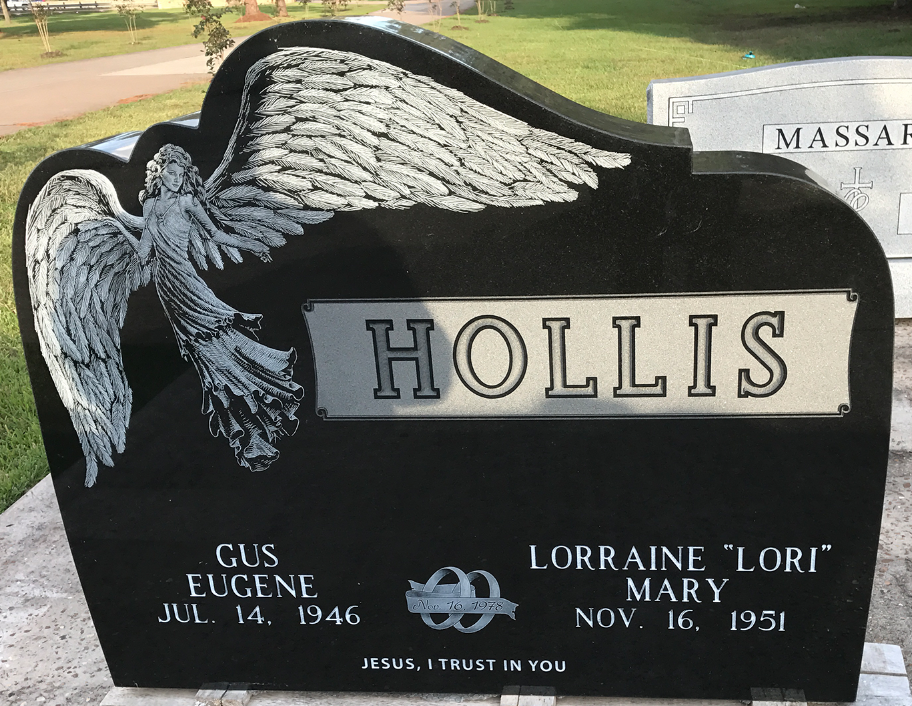 MASSAR
HOLLIS
GUS
EUGENE
JUL. 14, 1946
Nov. 16, 1978
LORRAINE "LORI"
MARY
NOV. 16, 1951
JESUS, I TRUST IN YOU